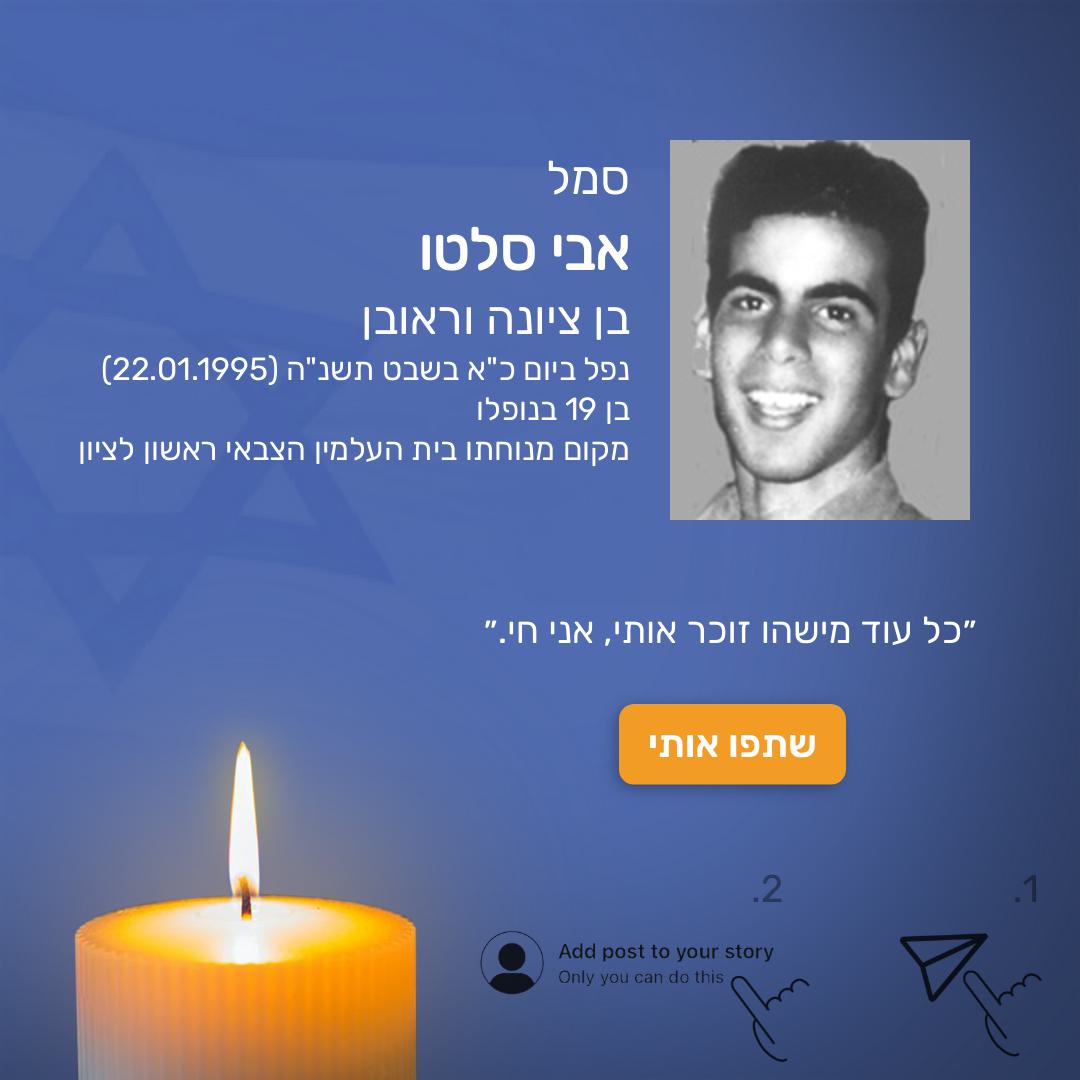 סמל
אבי סלטו
בן ציונה וראובן
נפל ביום כ"א בשבט תשנ"ה (22.01.1995)
בן 19 בנופלו
מקום מנוחתו בית העלמין הצבאי ראשון לציון
״כל עוד מישהו זוכר אותי, אני חי.״
שתפו אותי
1.
2.
Add post to your story
Only you can do this